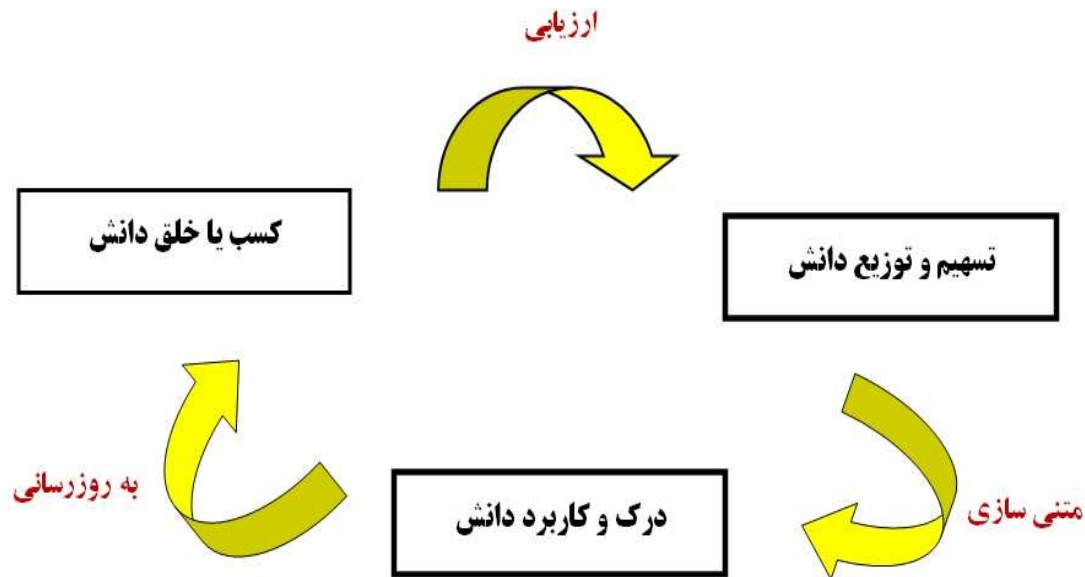 ارزیابی
کسب یا خلق دانش
تسهیم و توزیع دانش
به روزرسانی
متنی سازی
درک و کاربرد دانش